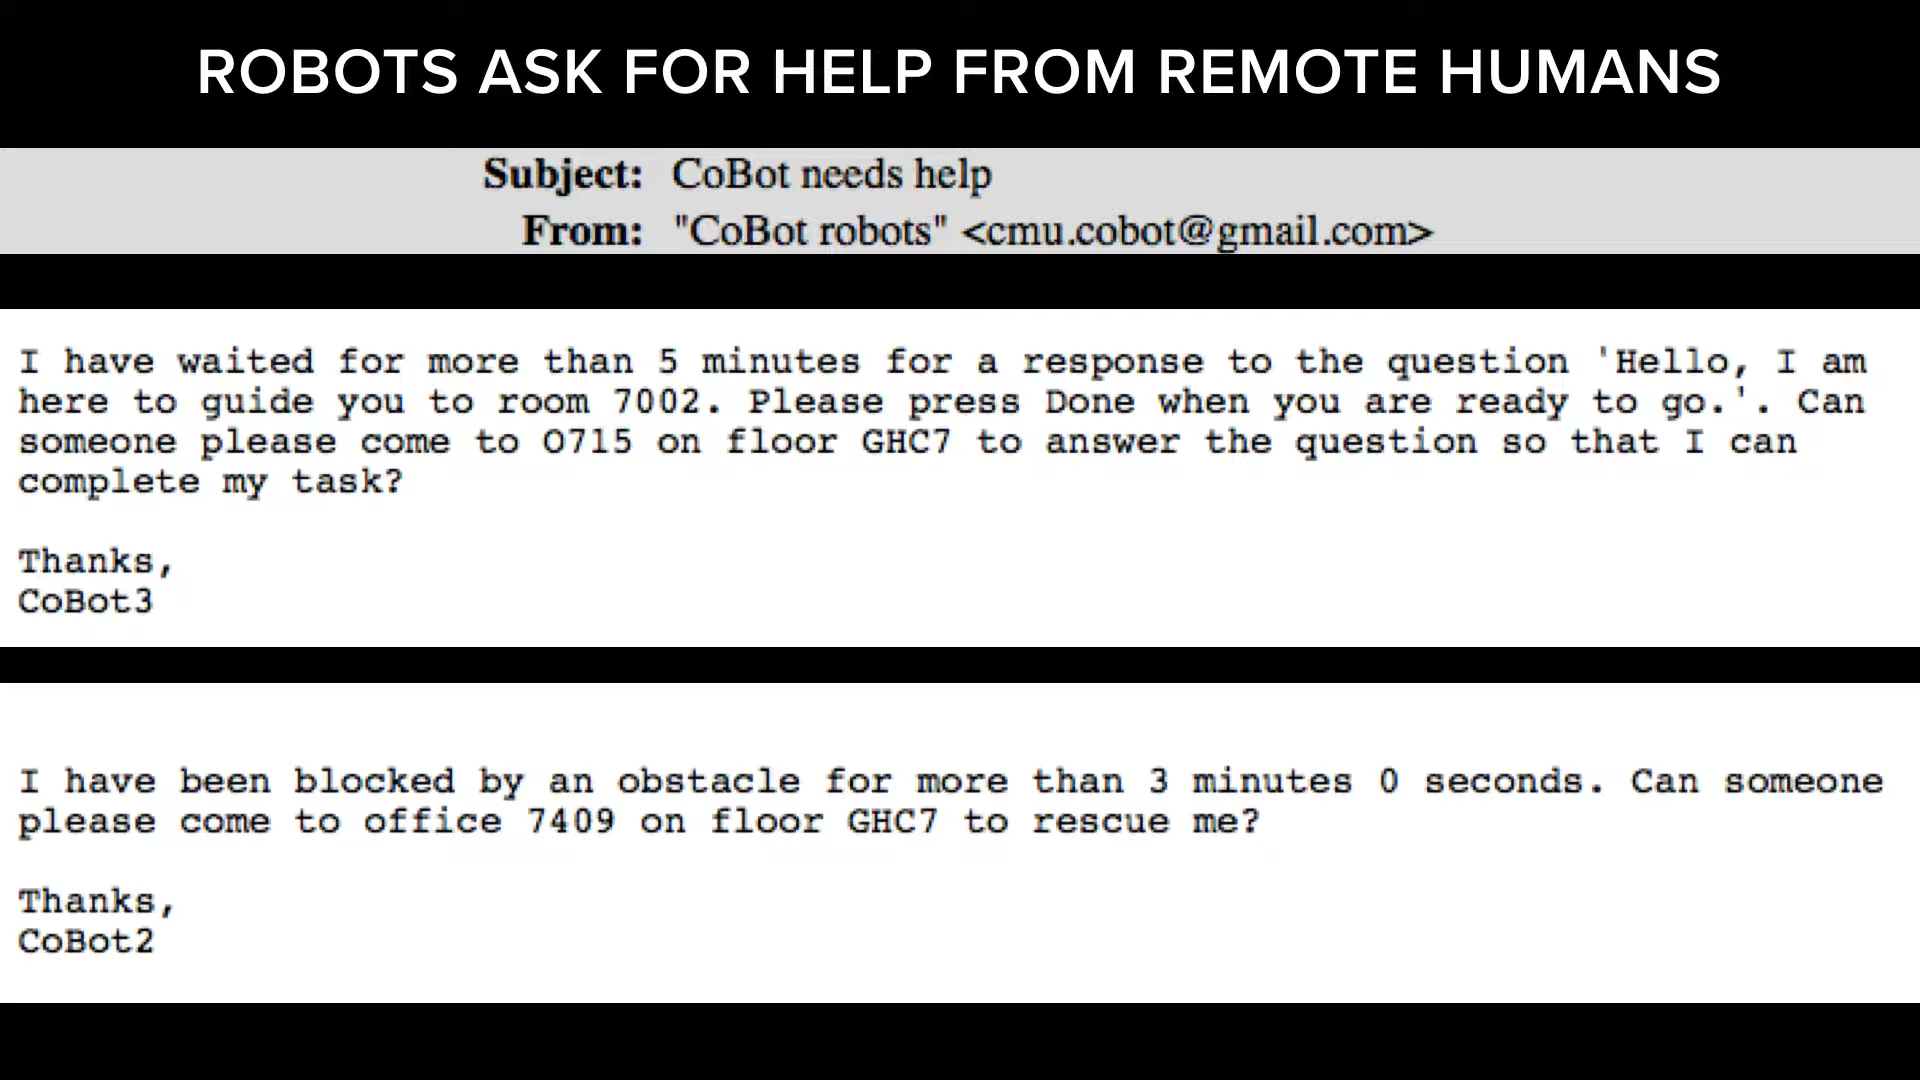 ROBOTS ASK FOR HELP FROM REMOTE HUMANS
Subject: CoBot needs help
From: "CoBot robots" <cmu.cobot@gmail.com>
I have waited for more than 5 minutes for a response to the question 'Hello, I am
here to guide you to room 7002. Please press Done when you are ready to go.'. Can
someone please come to O715 on floor GHC7 to answer the question so that I can
complete my task?
Thanks,
CoBot3
I have been blocked by an obstacle for more than 3 minutes 0 seconds. Can someone
please come to office 7409 on floor GHC7 to rescue me?
Thanks,
CoBot2